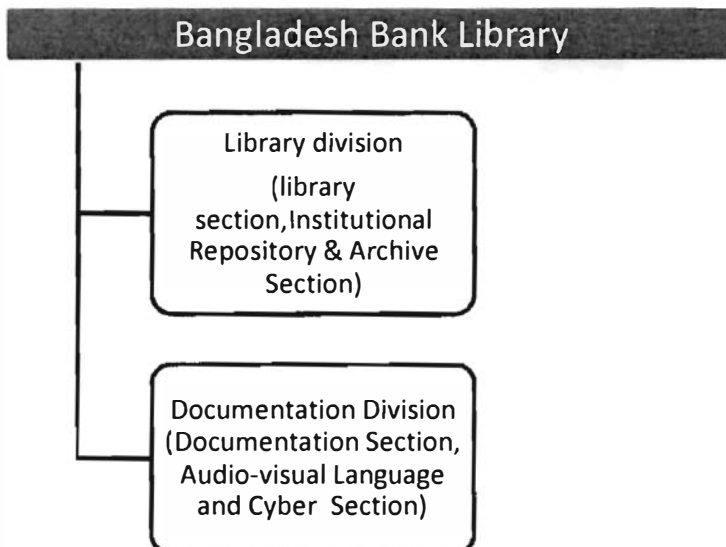 Bangladesh Bank Library
Library division
(library
section,Institutional
Repository & Archive
Section)
Documentation Division
(Documentation Section,
Audio-visual Language
and Cyber Section)